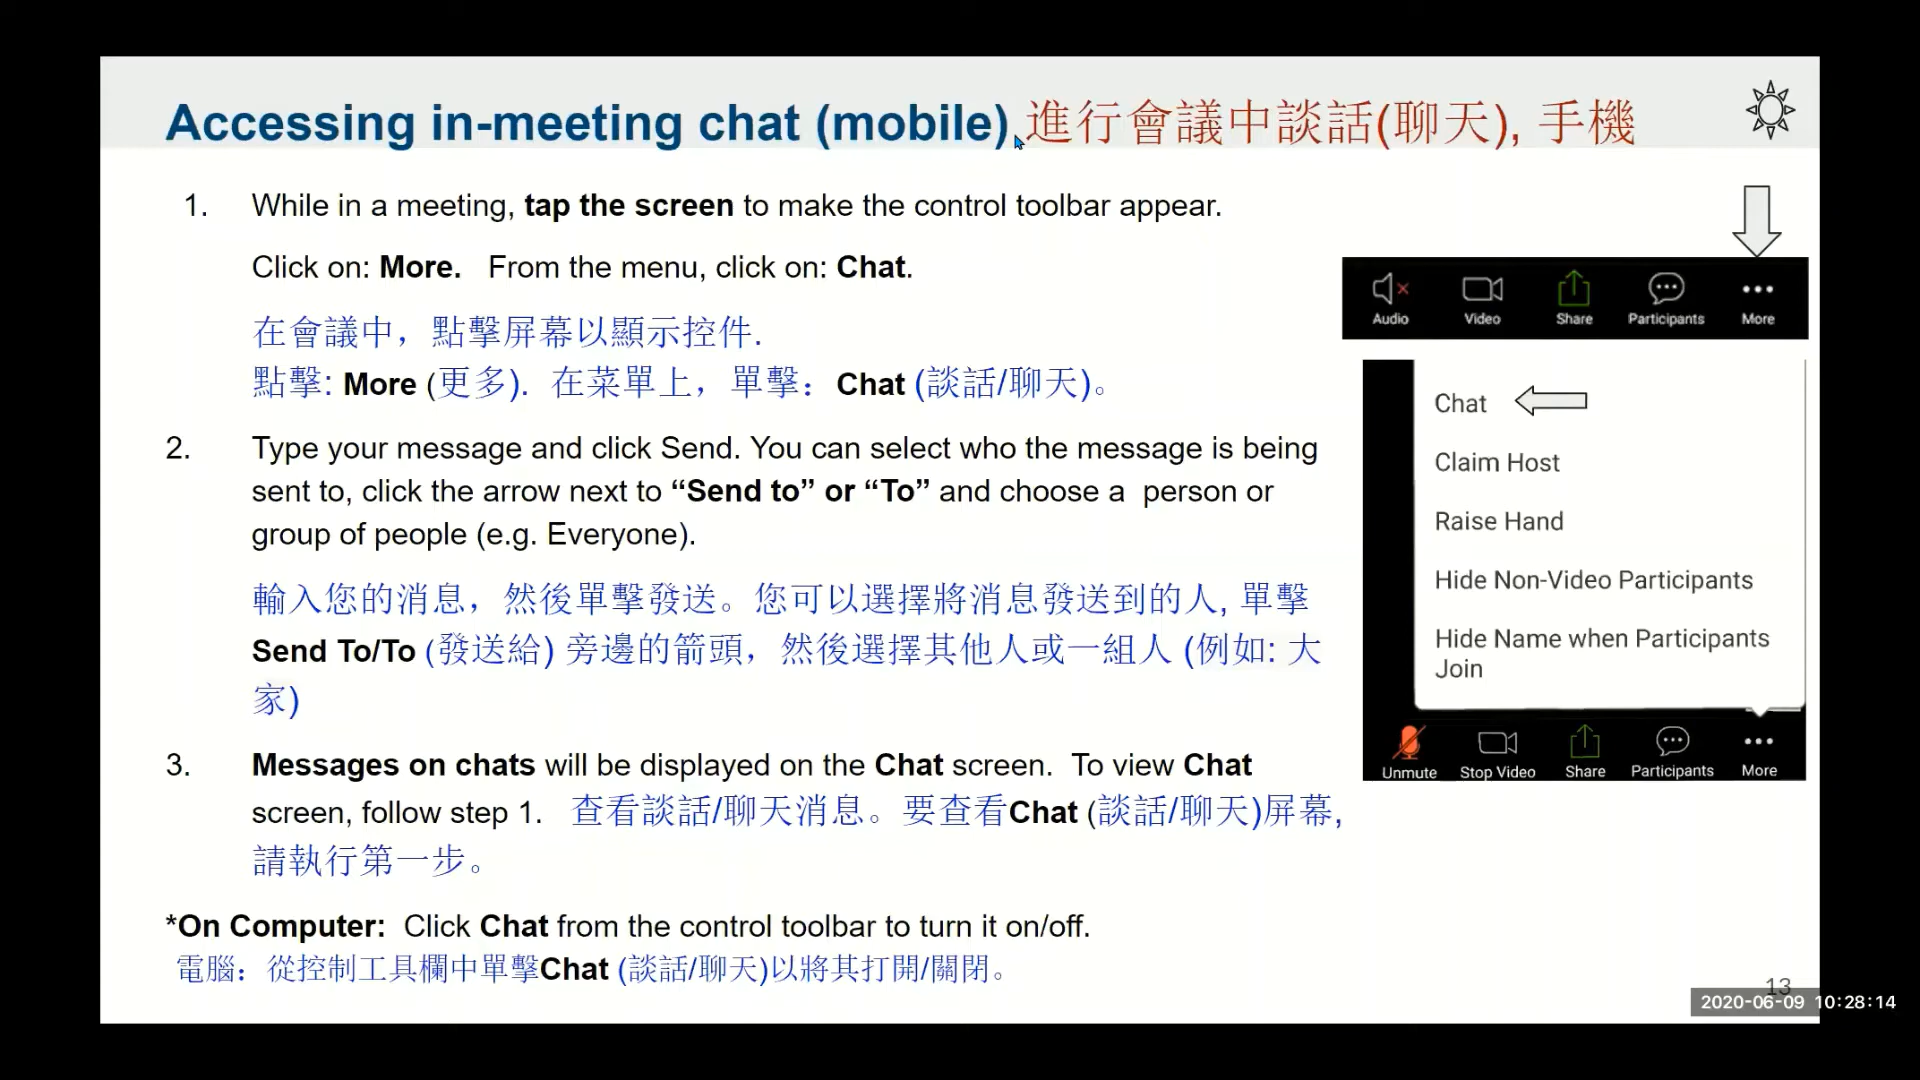 Accessing in-meeting chat (mobile) 進行會議中談話(聊天), 手機
1. While in a meeting, tap the screen to make the control toolbar appear.
Click on: More. From the menu, click on: Chat.
在會議中，點擊屏幕以顯示控件.
點擊: More (更多). 在菜單上，單擊：Chat (談話/聊天)。
2. Type your message and click Send. You can select who the message is being
sent to, click the arrow next to “Send to” or “To” and choose a person or
group of people (e.g. Everyone).
輸入您的消息，然後單擊發送。您可以選擇將消息發送到的人, 單擊
Send To/To (發送給) 旁邊的箭頭，然後選擇其他人或一組人 (例如: 大
家)
3. Messages on chats will be displayed on the Chat screen. To view Chat
screen, follow step 1. 查看談話/聊天消息。要查看Chat (談話/聊天)屏幕,
請執行第一步。
*On Computer: Click Chat from the control toolbar to turn it on/off.
電腦：從控制工具欄中單擊Chat (談話/聊天)以將其打開/關閉。
Audio Video Share Participants More
Chat
Claim Host
Raise Hand
Hide Non-Video Participants
Hide Name when Participants
Join
Unmute Stop Video Share Participants More
13
2020-06-09 10:28:14